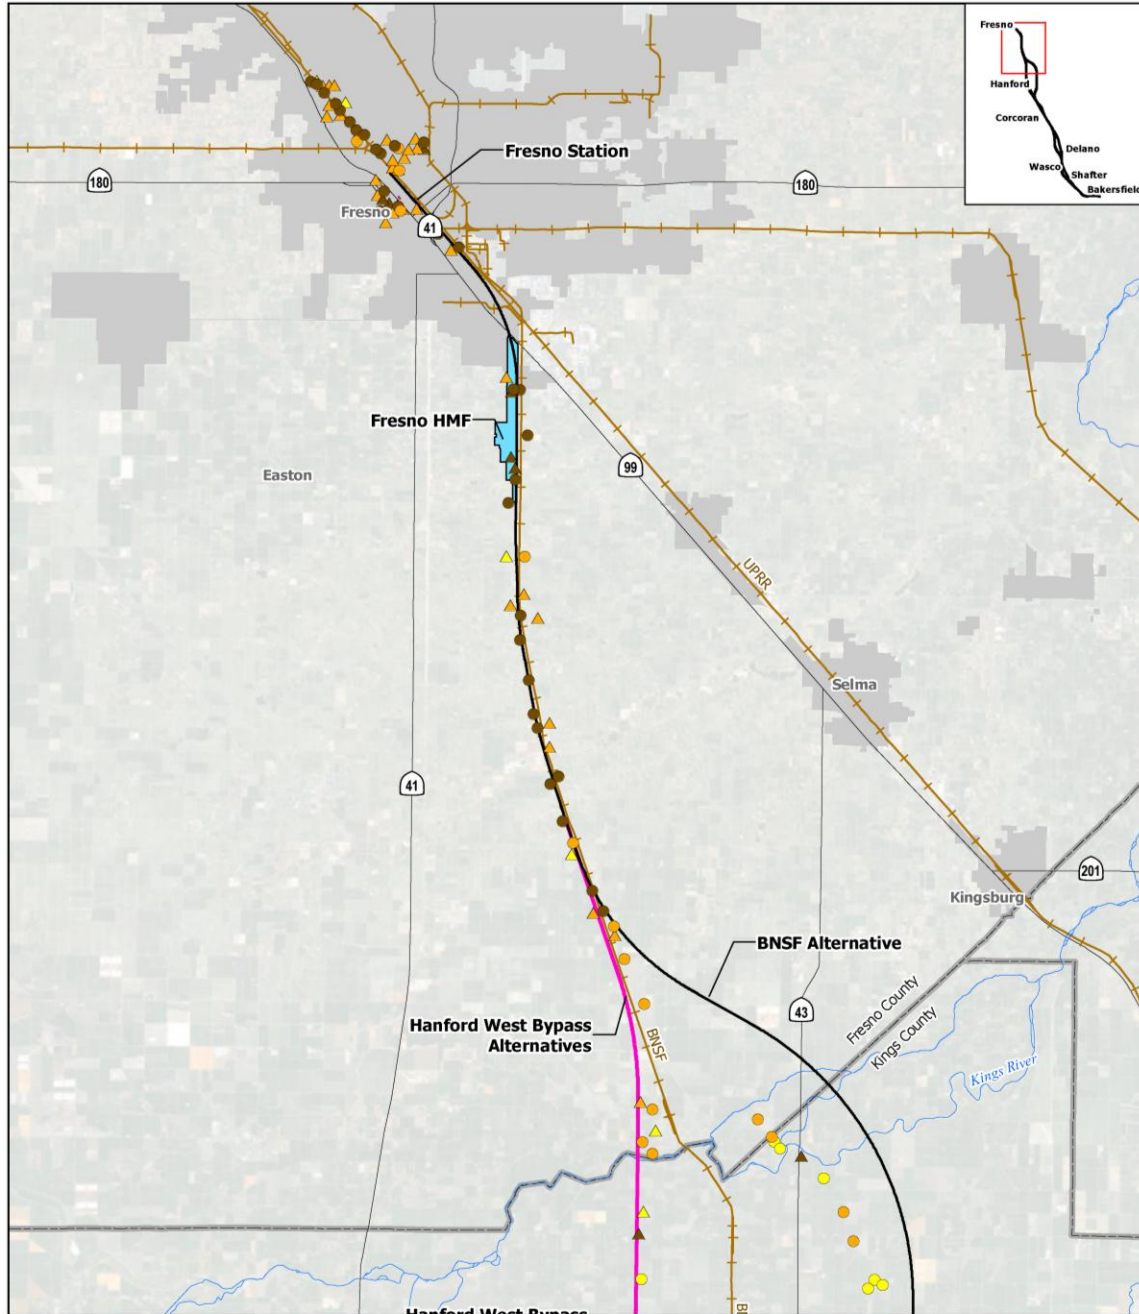 Fresno
Hanford
Corcoran
Delano
Wasco
Shafter
Bakersfield
Fresno Station
180
180
Fresno
41
Fresno HMF
99
Easton
UPRR
Selma
41
201
Kingsburg
BNSF Alternative
43
Fresno County
Kings County
Hanford West Bypass
Alternatives
BNSF
Kings River
Hanford West Bypass